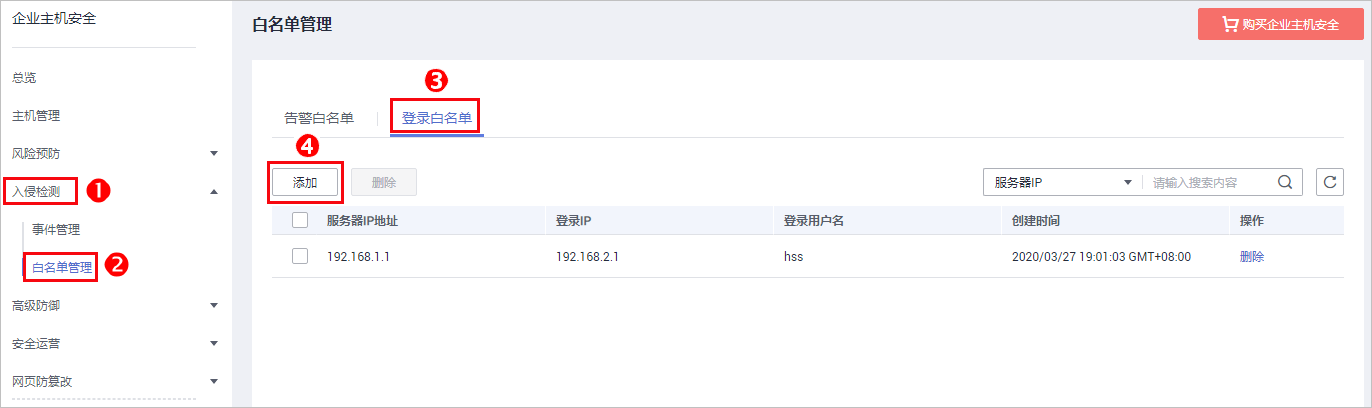 企业主机安全
总览
主机管理
风险预防
入侵检测 1
事件管理
白名单管理 2
高级防御
安全运营
网页防篡改
白名单管理
购买企业主机安全
3
告警白名单 登录白名单
4
添加 删除 服务器IP 请输入搜索内容
服务器IP地址 登录IP 登录用户名 创建时间 操作
192.168.1.1 192.168.2.1 hss 2020/03/27 19:01:03 GMT+08:00 删除